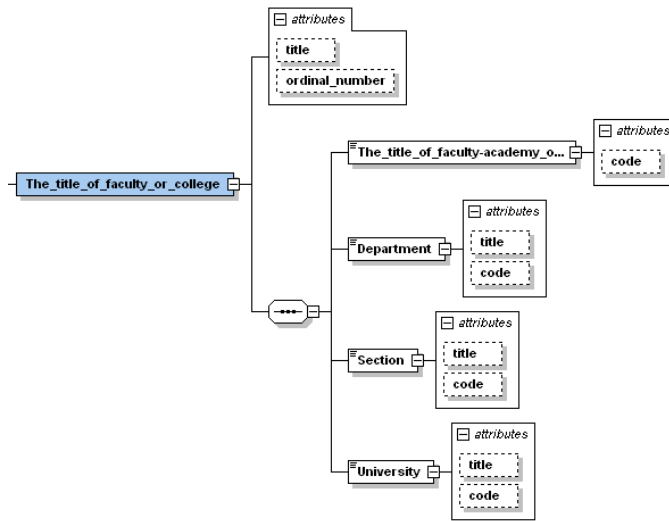 attributes
title
ordinal_number
The_title_of_faculty_or_college
The_title_of_faculty-academy_o...
attributes
code
Department
attributes
title
code
Section
attributes
title
code
University
attributes
title
code